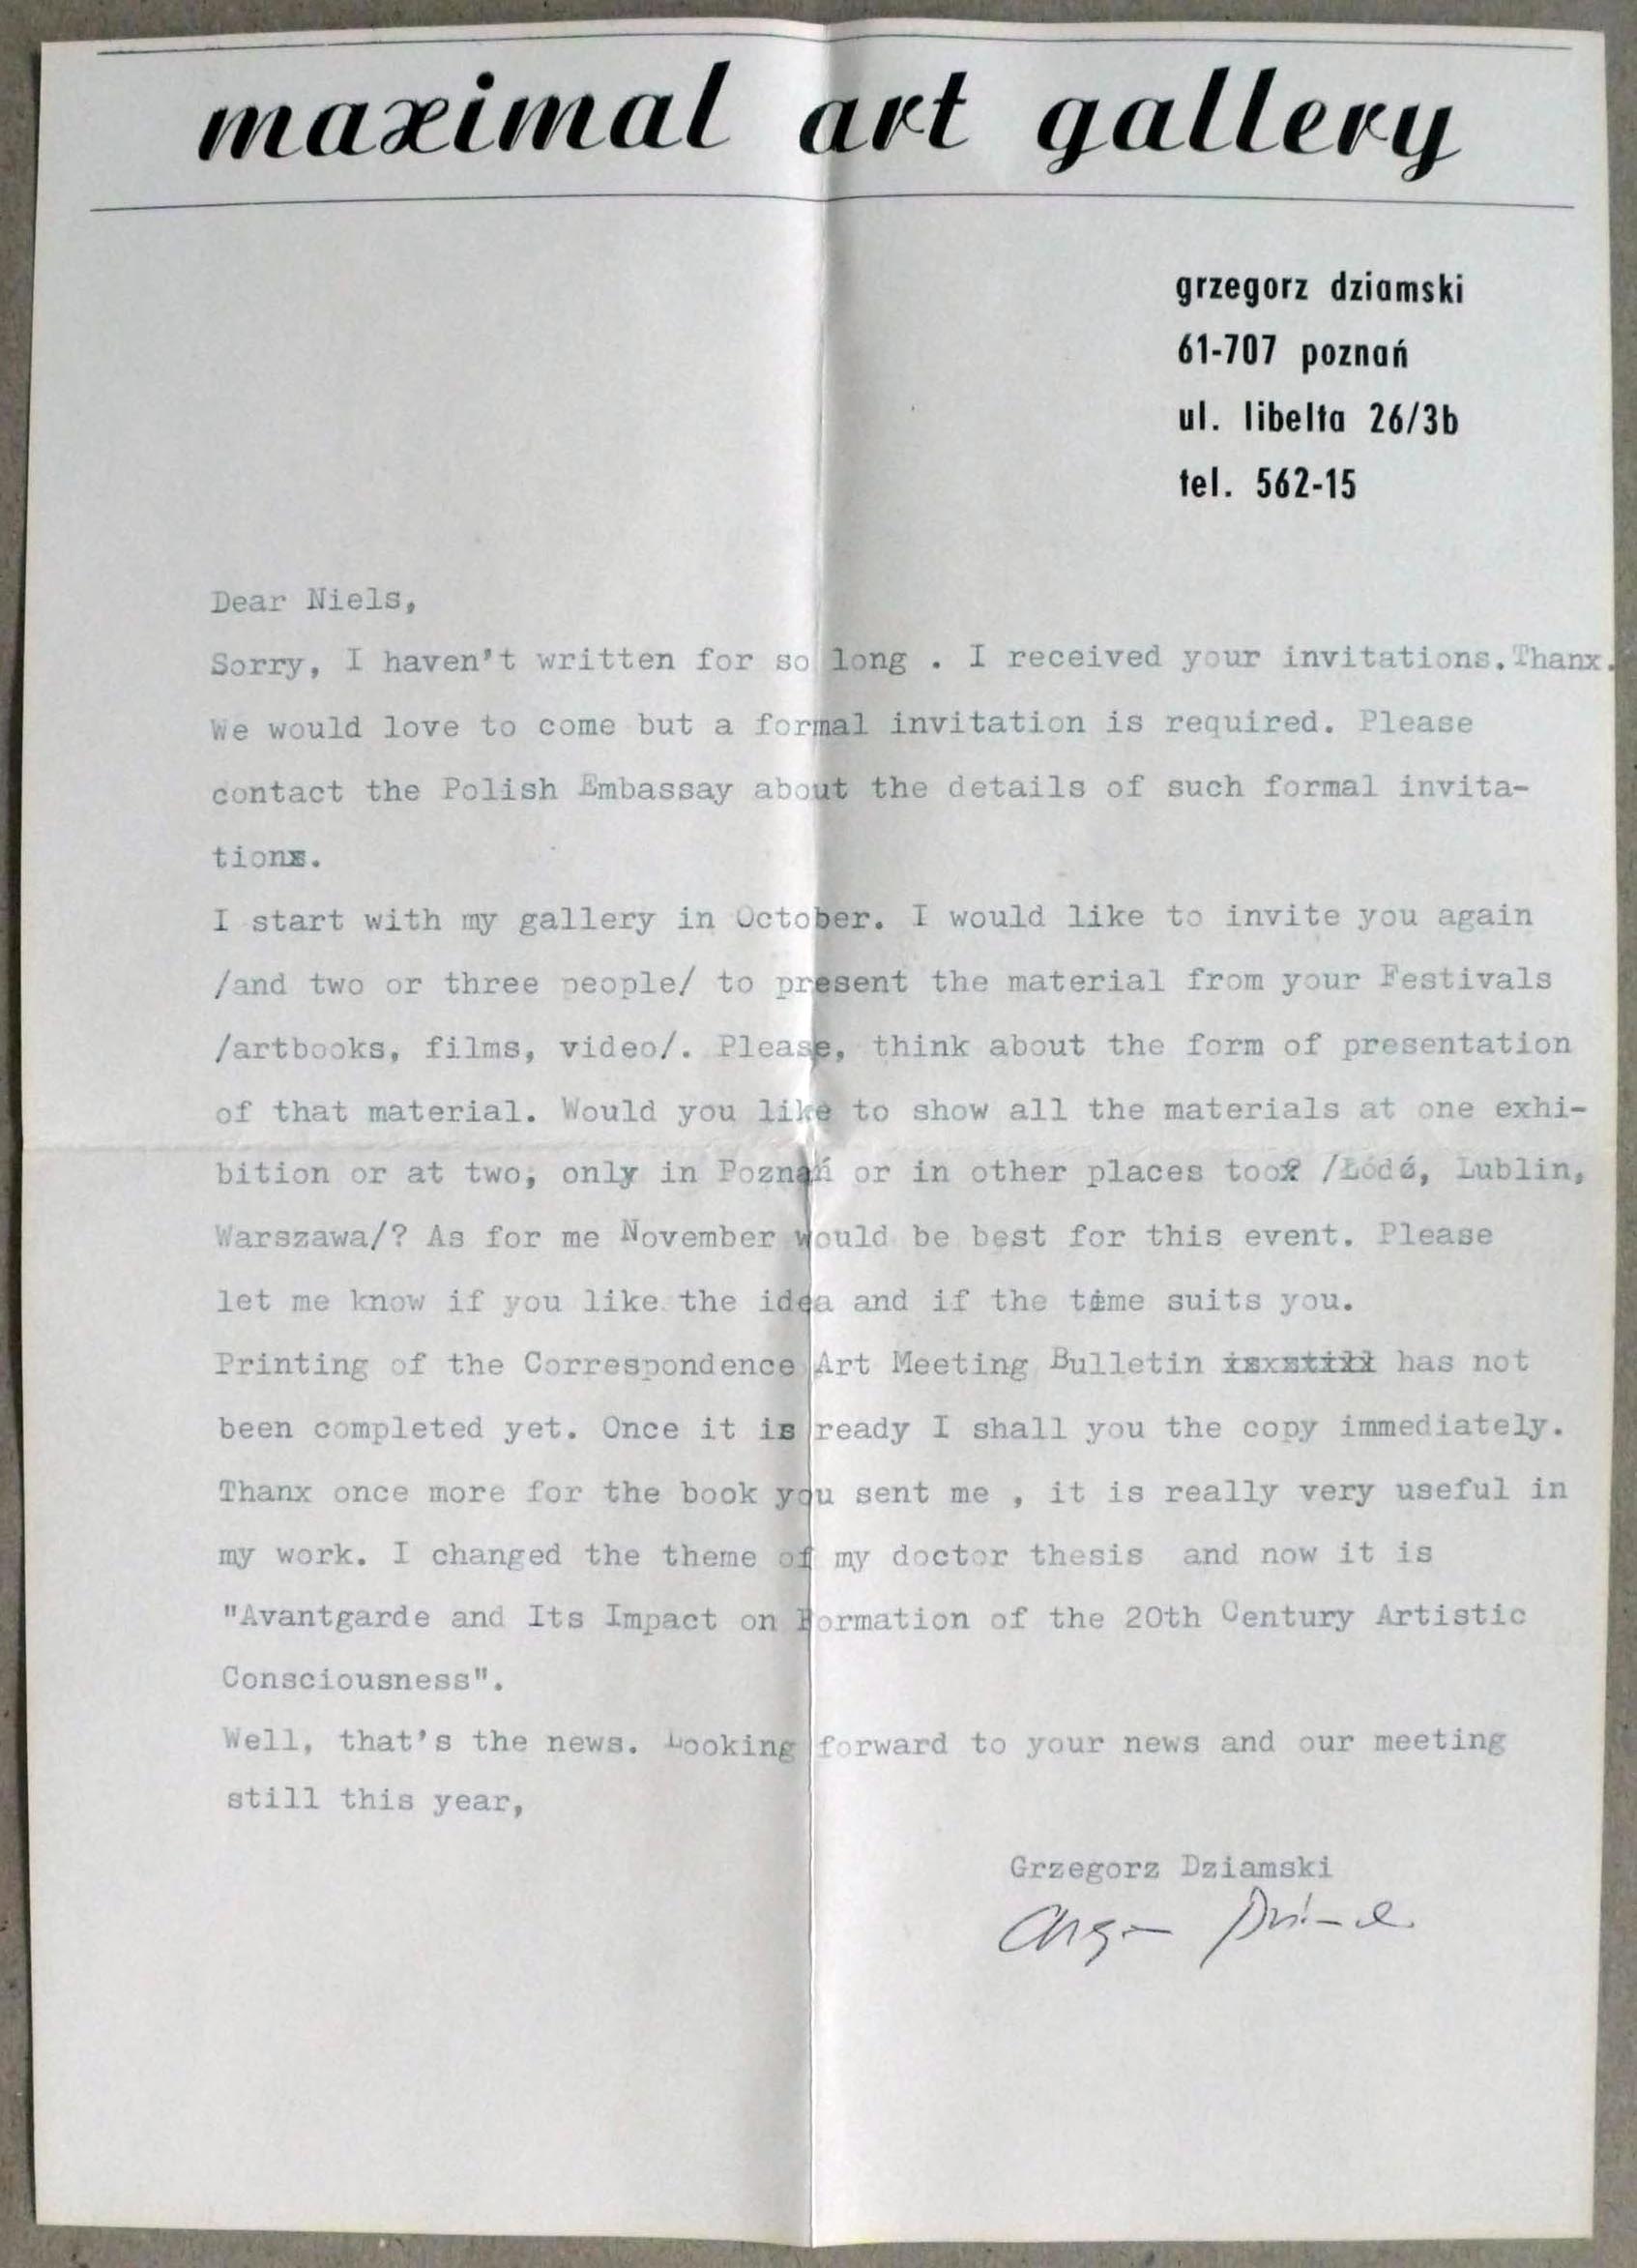 maximal art gallery
grzegorz dziamski
61-707 poznań
ul. libelta 26/3b
tel. 562-15
Dear Niels,
Sorry, I haven't written for so long . I received your invitations.Thanx.
We would love to come but a formal invitation is required. Please
contact the Polish Embassay about the details of such formal invita-
tions.
I start with my gallery in October. I would like to invite you again
/and two or three people/ to present the material from your Festivals
/artbooks, films, video/. Please, think about the form of presentation
of that material. Would you like to show all the materials at one exhi-
bition or at two, only in Poznań or in other places too /Łódź, Lublin,
Warszawa/? As for me November would be best for this event. Please
let me know if you like the idea and if the time suits you.
Printing of the Correspondence Art Meeting Bulletin is still has not
been completed yet. Once it is ready I shall you the copy immediately.
Thanx once more for the book you sent me , it is really very useful in
my work. I changed the theme of my doctor thesis and now it is
"Avantgarde and Its Impact on Formation of the 20th Century Artistic
Consciousness".
Well, that's the news. Looking forward to your news and our meeting
still this year,
Grzegorz Dziamski